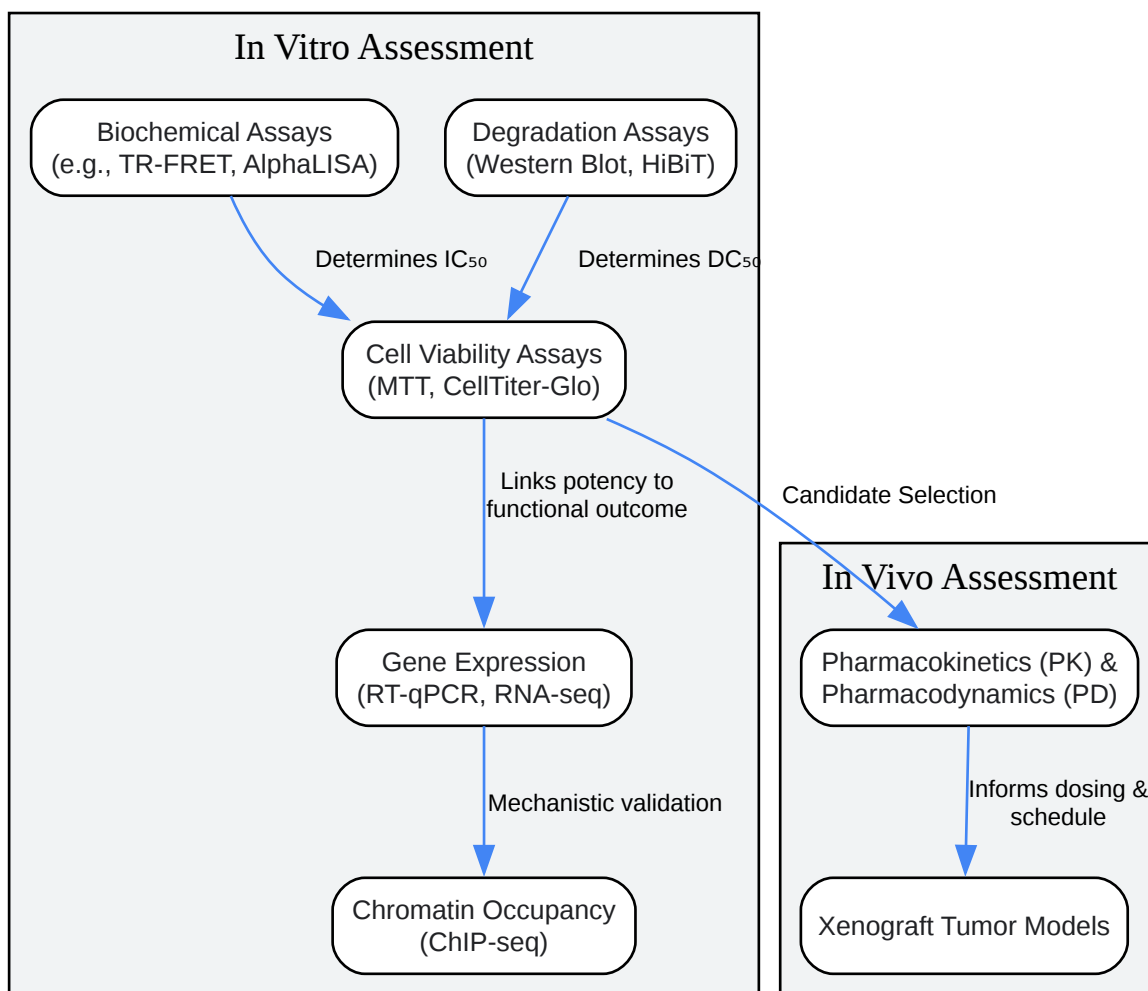 In Vitro Assessment
Biochemical Assays
(e.g., TR-FRET, AlphaLISA)
Degradation Assays
(Western Blot, HiBiT)
Determines IC₅₀
Determines DC₅₀
Cell Viability Assays
(MTT, CellTiter-Glo)
Links potency to
functional outcome
Candidate Selection
In Vivo Assessment
Gene Expression
(RT-qPCR, RNA-seq)
Pharmacokinetics (PK) &
Pharmacodynamics (PD)
Mechanistic validation
Informs dosing &
schedule
Chromatin Occupancy
(ChIP-seq)
Xenograft Tumor Models